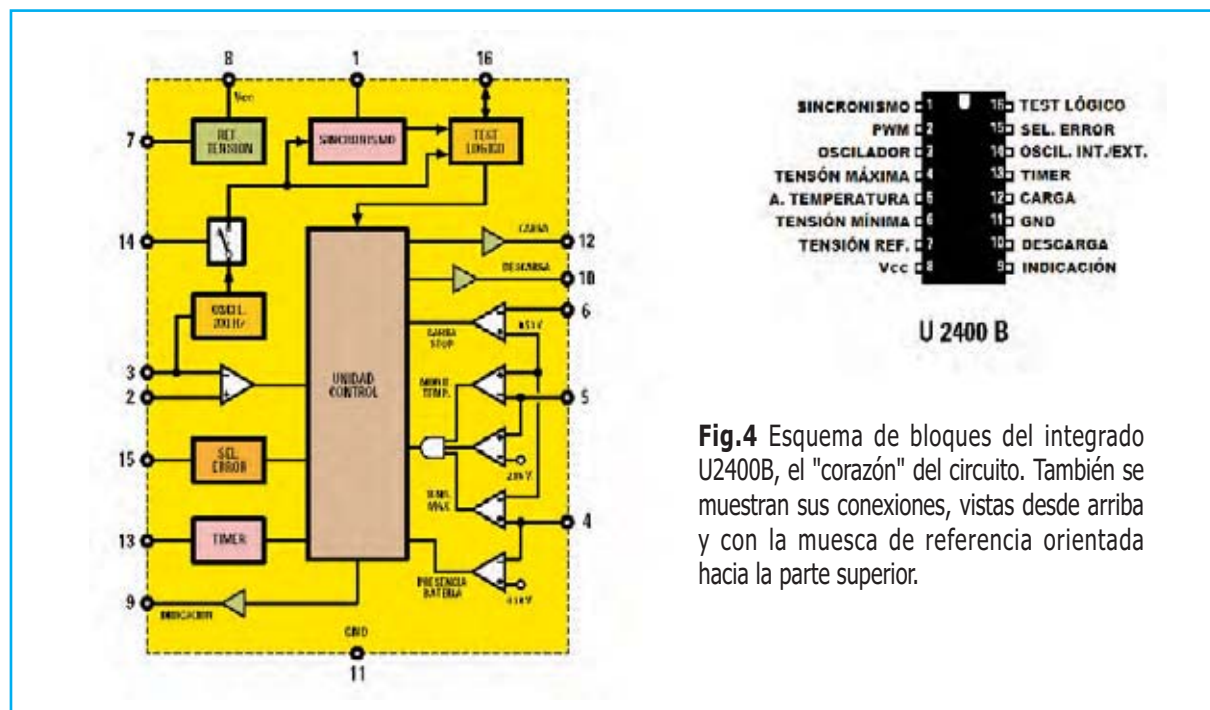 8
1
16
Vcc
7
REF.
TENSION
SINCRONISMO
TEST
LOGICO
14
CARGA
12
DESCARGA
10
OSCIL.
200 Hz
6
CARGA
STOP
3
2
UNIDAD
CONTROL
TEMP.
5
15
SEL.
ERROR
MAX
4
13
TIMER
PRESENCIA
BATERIA
9
INDICACION
GND
11
SINCRONISMO 1
PWM 2
OSCILADOR 3
TENSÓN MÁXIMA 4
A. TEMPERATURA 5
TENSIÓN MÍNIMA 6
TENSIÓN REF. 7
Vcc 8
16 TEST LÓGICO
15 SEL. ERROR
14 OSCIL. INT./EXT.
13 TIMER
12 CARGA
11 GND
10 DESCARGA
9 INDICACIÓN
U 2400 B
Fig.4 Esquema de bloques del integrado
U2400B, el "corazón" del circuito. También se
muestran sus conexiones, vistas desde arriba
y con la muesca de referencia orientada
hacia la parte superior.